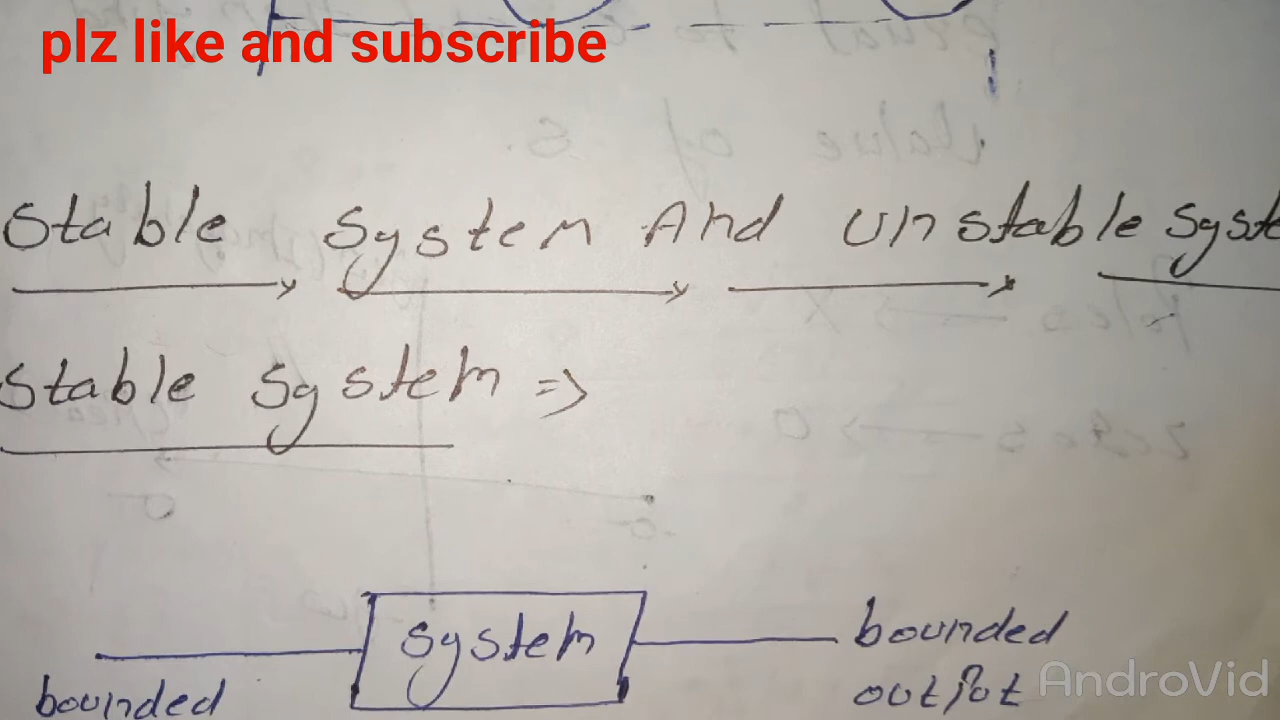 plz like and subscribe
Stable System And unstable Syst
Stable System =>
System
bounded
output
bounded
AndroVid